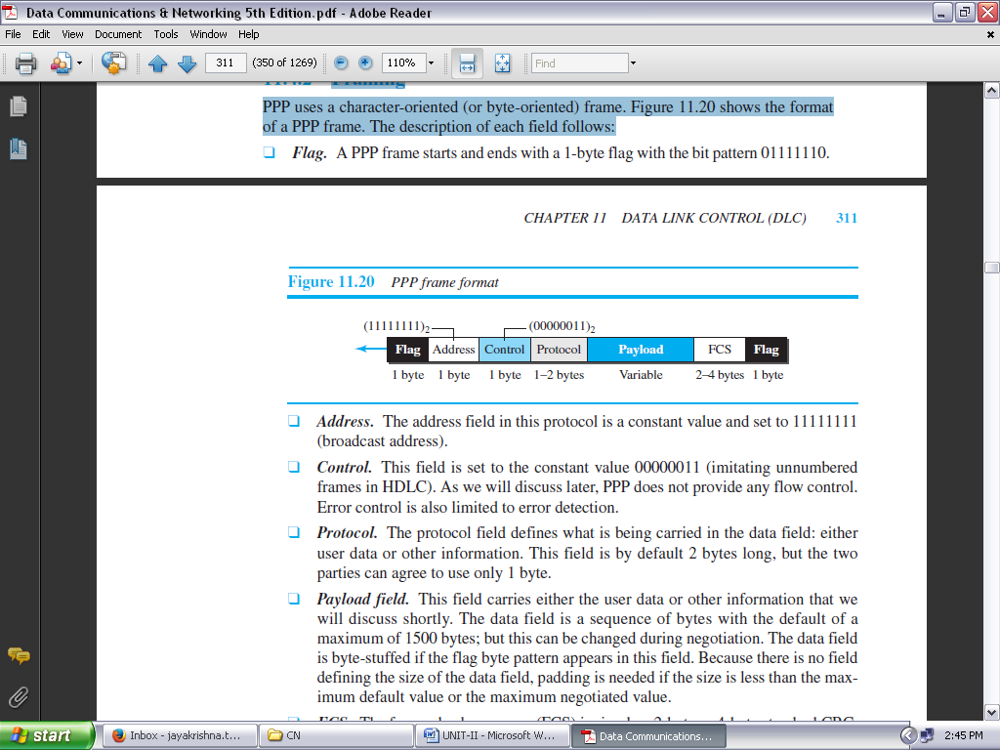 Data Communications & Networking 5th Edition.pdf - Adobe Reader
File Edit View Document Tools Window Help
311 (350 of 1269) 110% Find
PPP uses a character-oriented (or byte-oriented) frame. Figure 11.20 shows the format
of a PPP frame. The description of each field follows:
❑ Flag. A PPP frame starts and ends with a 1-byte flag with the bit pattern 01111110.
CHAPTER 11 DATA LINK CONTROL (DLC) 311
Figure 11.20 PPP frame format
(11111111)2 (00000011)2
Flag Address Control Protocol Payload FCS Flag
1 byte 1 byte 1 byte 1–2 bytes Variable 2–4 bytes 1 byte
❑ Address. The address field in this protocol is a constant value and set to 11111111
(broadcast address).
❑ Control. This field is set to the constant value 00000011 (imitating unnumbered
frames in HDLC). As we will discuss later, PPP does not provide any flow control.
Error control is also limited to error detection.
❑ Protocol. The protocol field defines what is being carried in the data field: either
user data or other information. This field is by default 2 bytes long, but the two
parties can agree to use only 1 byte.
❑ Payload field. This field carries either the user data or other information that we
will discuss shortly. The data field is a sequence of bytes with the default of a
maximum of 1500 bytes; but this can be changed during negotiation. The data field
is byte-stuffed if the flag byte pattern appears in this field. Because there is no field
defining the size of the data field, padding is needed if the size is less than the max-
imum default value or the maximum negotiated value.
start Inbox - jayakrishna.t... CN UNIT-II - Microsoft W... Data Communications... 2:45 PM